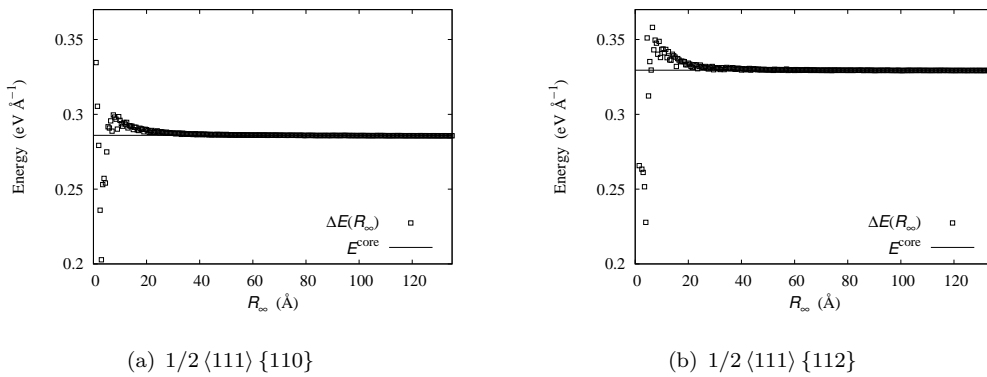 0.35
0.3
0.25
0.2
Energy (eV Å⁻¹)
0 20 40 60 80 100 120
R∞ (Å)
ΔE(R∞)
E^core
(a) 1/2 ⟨111⟩ {110}
0.35
0.3
0.25
0.2
Energy (eV Å⁻¹)
0 20 40 60 80 100 120
R∞ (Å)
ΔE(R∞)
E^core
(b) 1/2 ⟨111⟩ {112}